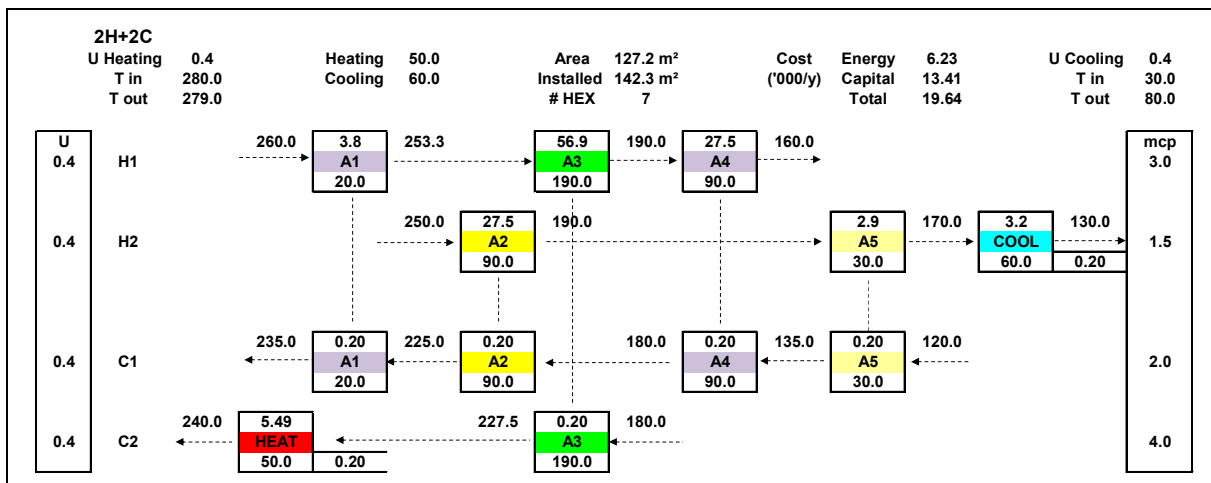 2H+2C
U Heating 0.4 Heating 50.0 Area 127.2 m² Cost Energy 6.23 U Cooling 0.4
T in 280.0 Cooling 60.0 Installed 142.3 m² ('000/y) Capital 13.41 T in 30.0
T out 279.0 # HEX 7 Total 19.64 T out 80.0
U 260.0 3.8 253.3 56.9 190.0 27.5 160.0 mcp
0.4 H1 A1 A3 A4 3.0
20.0 190.0 90.0
250.0 27.5 190.0 2.9 170.0 3.2 130.0
0.4 H2 A2 A5 COOL 1.5
90.0 30.0 60.0 0.20
235.0 0.20 225.0 0.20 180.0 0.20 135.0 0.20 120.0
0.4 C1 A1 A2 A4 A5 2.0
20.0 90.0 90.0 30.0
240.0 5.49 227.5 0.20 180.0
0.4 C2 HEAT A3 4.0
50.0 0.20 190.0